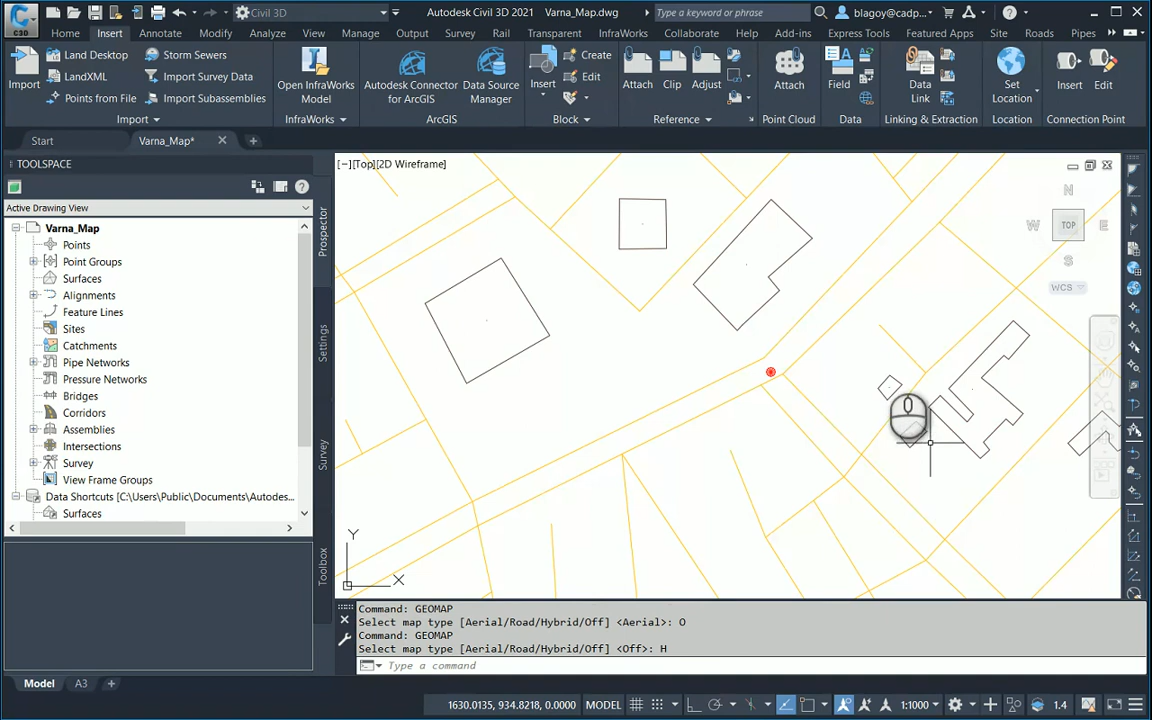 C3D
Civil 3D
Autodesk Civil 3D 2021 Varna_Map.dwg
Type a keyword or phrase
blagoy@cadp...
Home Insert Annotate Modify Analyze View Manage Output Survey Rail Transparent InfraWorks Collaborate Help Add-ins Express Tools Featured Apps Site Roads Pipes
Import
Land Desktop
LandXML
Points from File
Storm Sewers
Import Survey Data
Import Subassemblies
Import
Open InfraWorks
Model
InfraWorks
Autodesk Connector
for ArcGIS
Data Source
Manager
ArcGIS
Insert
Create
Edit
Block
Attach
Clip
Adjust
Reference
Attach
Point Cloud
Field
Data
Data
Link
Linking & Extraction
Set
Location
Location
Insert
Edit
Connection Point
Start
Varna_Map*
TOOLSPACE
Active Drawing View
Varna_Map
Points
Point Groups
Surfaces
Alignments
Feature Lines
Sites
Catchments
Pipe Networks
Pressure Networks
Bridges
Corridors
Assemblies
Intersections
Survey
View Frame Groups
Data Shortcuts [C:\Users\Public\Documents\Autodes...
Surfaces
Prospector
Settings
Survey
Toolbox
[−][Top][2D Wireframe]
N
W
TOP
E
S
WCS
Y
X
Command: GEOMAP
Select map type [Aerial/Road/Hybrid/Off] <Aerial>: O
Command: GEOMAP
Select map type [Aerial/Road/Hybrid/Off] <Off>: H
Type a command
Model
A3
1630.0135, 934.8218, 0.0000
MODEL
1:1000
1.4